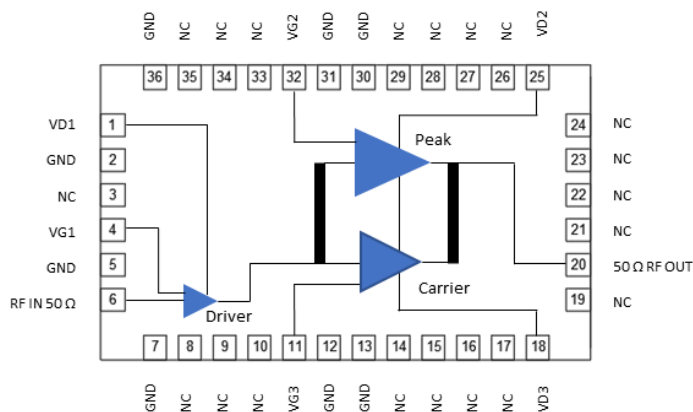 GND NC NC NC VG2 GND GND NC NC NC NC VD2
36 35 34 33 32 31 30 29 28 27 26 25
VD1 1
GND 2
NC 3
VG1 4
GND 5
RF IN 50 Ω 6
Peak
Carrier
Driver
24 NC
23 NC
22 NC
21 NC
20 50 Ω RF OUT
19 NC
7 8 9 10 11 12 13 14 15 16 17 18
GND NC NC NC VG3 GND GND NC NC NC NC VD3